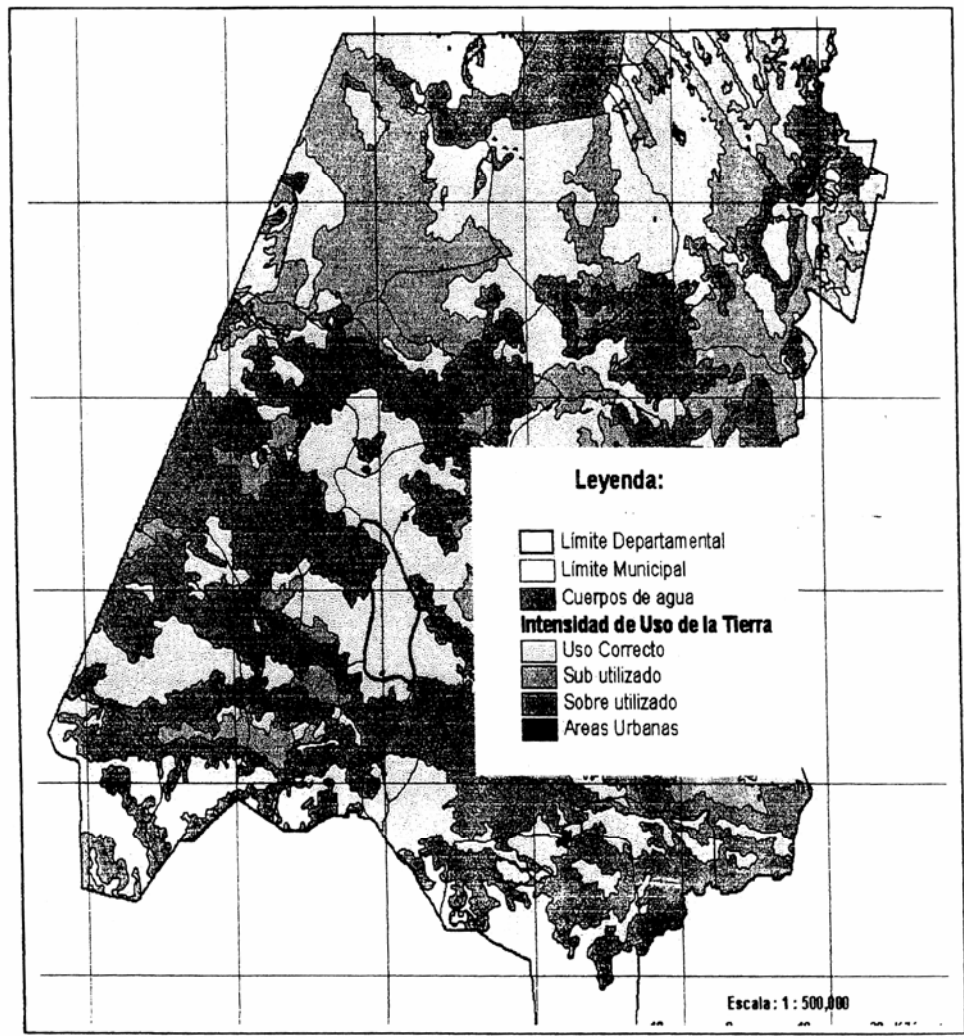 Leyenda:
Límite Departamental
Límite Municipal
Cuerpos de agua
Intensidad de Uso de la Tierra
Uso Correcto
Sub utilizado
Sobre utilizado
Areas Urbanas
Escala: 1 : 500,000